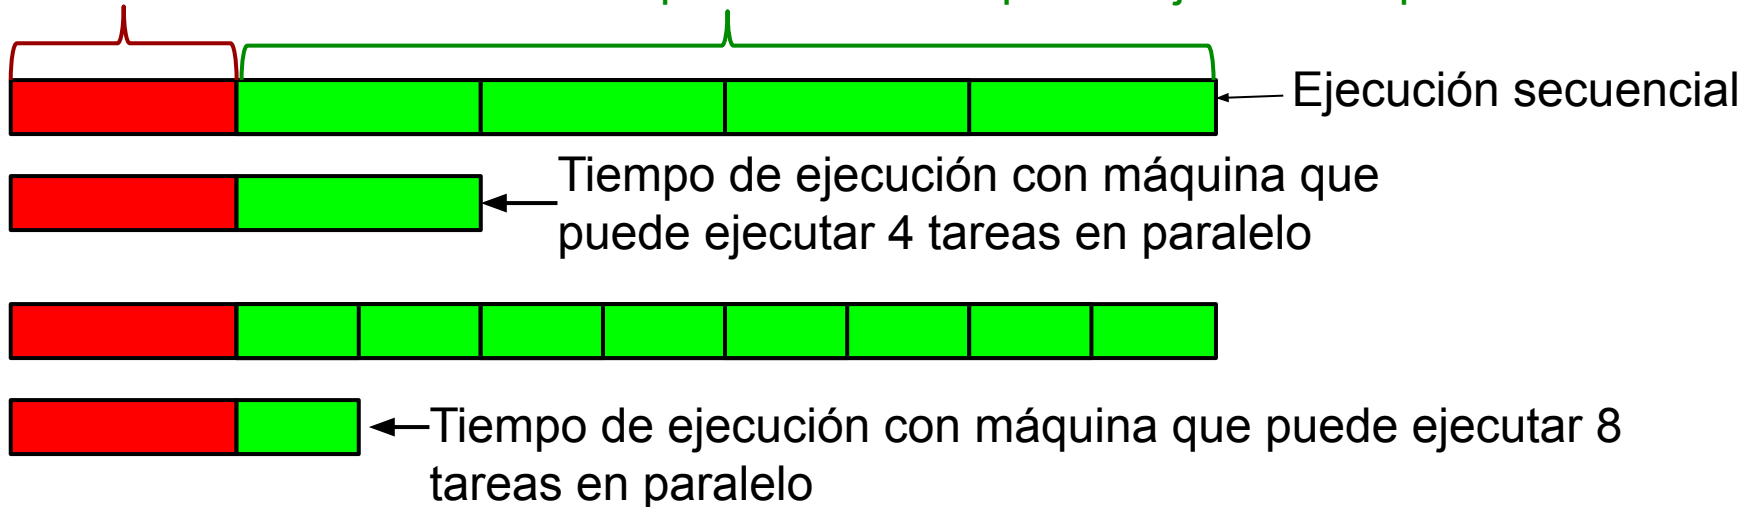 Ejecución secuencial
Tiempo de ejecución con máquina que
puede ejecutar 4 tareas en paralelo
Tiempo de ejecución con máquina que puede ejecutar 8
tareas en paralelo